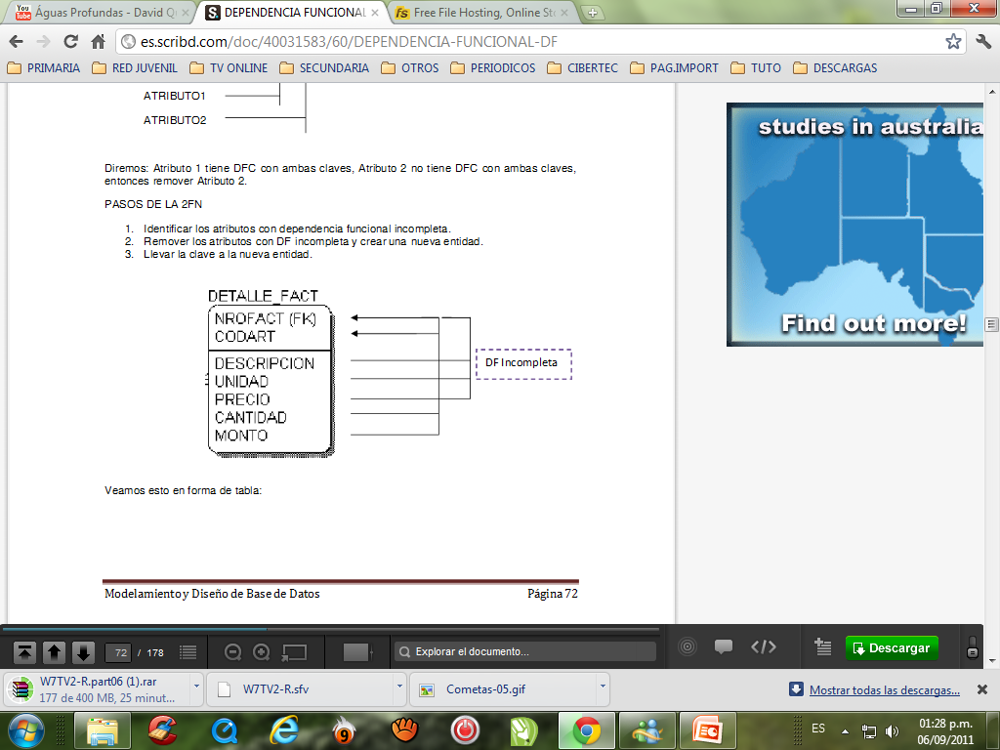 Águas Profundas - David Qu
DEPENDENCIA FUNCIONAL
Free File Hosting, Online Sto
es.scribd.com/doc/40031583/60/DEPENDENCIA-FUNCIONAL-DF
PRIMARIA
RED JUVENIL
TV ONLINE
SECUNDARIA
OTROS
PERIODICOS
CIBERTEC
PAG.IMPORT
TUTO
DESCARGAS
ATRIBUTO1
ATRIBUTO2
Diremos: Atributo 1 tiene DFC con ambas claves, Atributo 2 no tiene DFC con ambas claves,
entonces remover Atributo 2.
PASOS DE LA 2FN
1. Identificar los atributos con dependencia funcional incompleta.
2. Remover los atributos con DF incompleta y crear una nueva entidad.
3. Llevar la clave a la nueva entidad.
DETALLE_FACT
NROFACT (FK)
CODART
DESCRIPCION
UNIDAD
PRECIO
CANTIDAD
MONTO
DF Incompleta
Veamos esto en forma de tabla:
Modelamiento y Diseño de Base de Datos
Página 72
studies in australia
Find out more!
72 / 178
Explorar el documento...
Descargar
W7TV2-R.part06 (1).rar
177 de 400 MB, 25 minut...
W7TV2-R.sfv
Cometas-05.gif
Mostrar todas las descargas...
ES
01:28 p.m.
06/09/2011